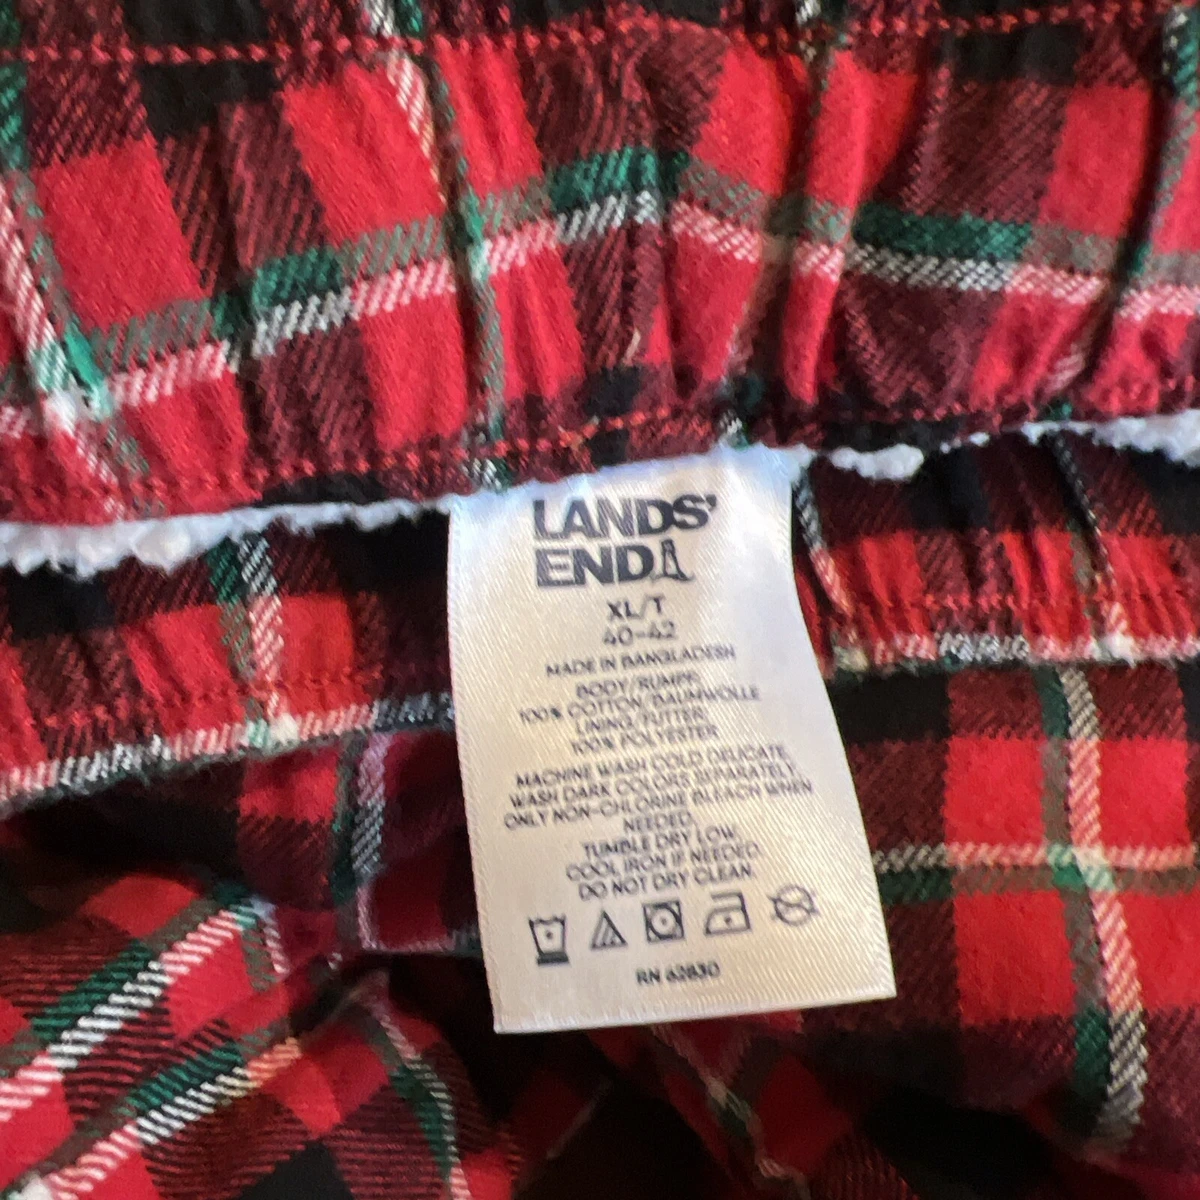 LANDS'
END
XL/T
40-42
MADE IN BANGLADESH
BODY/RUMPF:
100% COTTON/BAUMWOLLE
LINING/FUTTER:
100% POLYESTER
MACHINE WASH COLD DELICATE.
WASH DARK COLORS SEPARATELY.
ONLY NON-CHLORINE BLEACH WHEN
NEEDED.
TUMBLE DRY LOW.
COOL IRON IF NEEDED.
DO NOT DRY CLEAN.
RN 62830